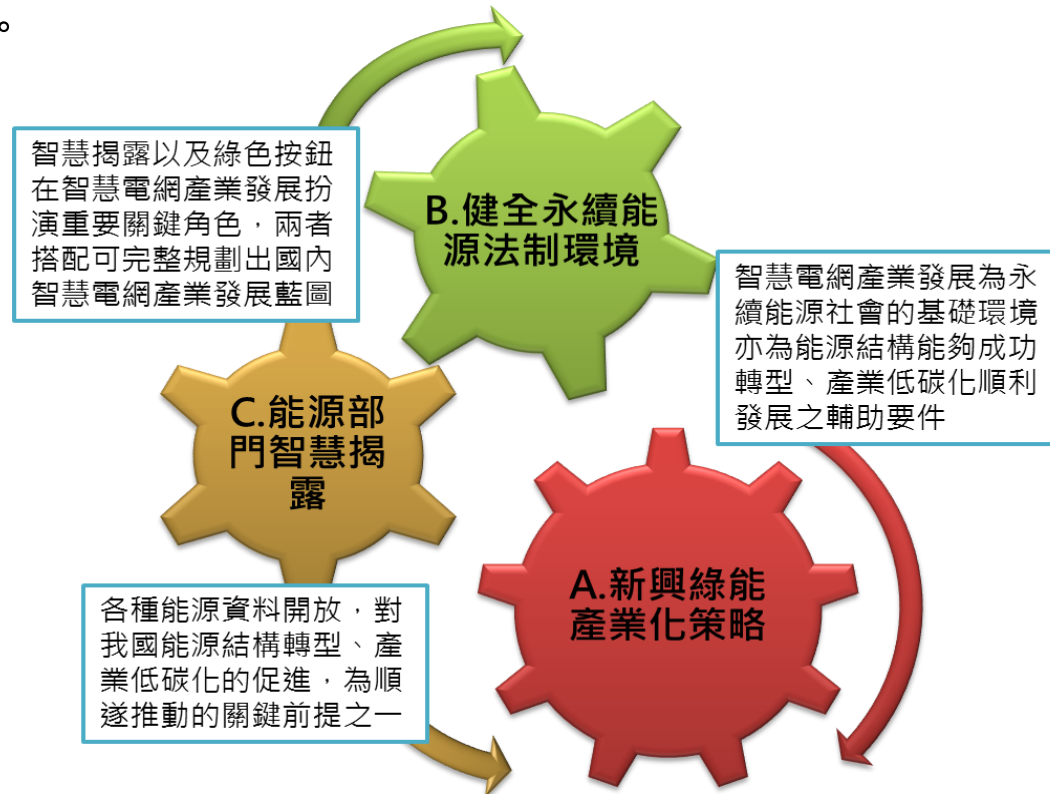 。
智慧揭露以及綠色按鈕
在智慧電網產業發展扮
演重要關鍵角色，兩者
搭配可完整規劃出國內
智慧電網產業發展藍圖
B.健全永續能
源法制環境
智慧電網產業發展為永
續能源社會的基礎環境
亦為能源結構能夠成功
轉型、產業低碳化順利
發展之輔助要件
C.能源部
門智慧揭
露
A.新興綠能
產業化策略
各種能源資料開放，對
我國能源結構轉型、產
業低碳化的促進，為順
遂推動的關鍵前提之一